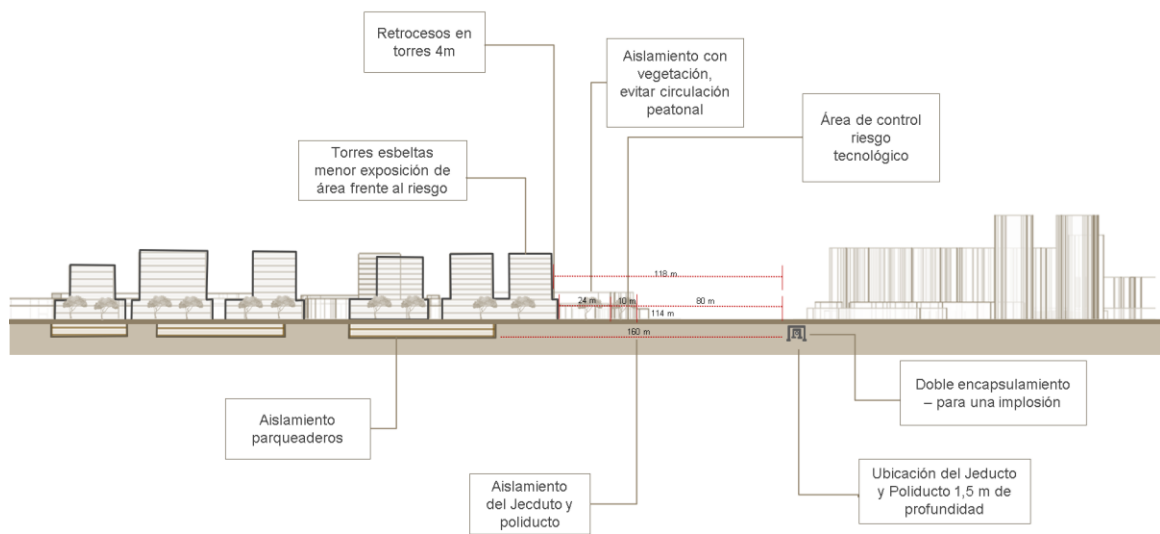 Retrocesos en
torres 4m
Aislamiento con
vegetación,
evitar circulación
peatonal
Área de control
riesgo
tecnológico
Torres esbeltas
menor exposición de
área frente al riesgo
118 m
24 m
10 m
80 m
114 m
160 m
Doble encapsulamiento
– para una implosión
Aislamiento
parqueaderos
Aislamiento
del Jecduto y
poliducto
Ubicación del Jeducto
y Poliducto 1,5 m de
profundidad